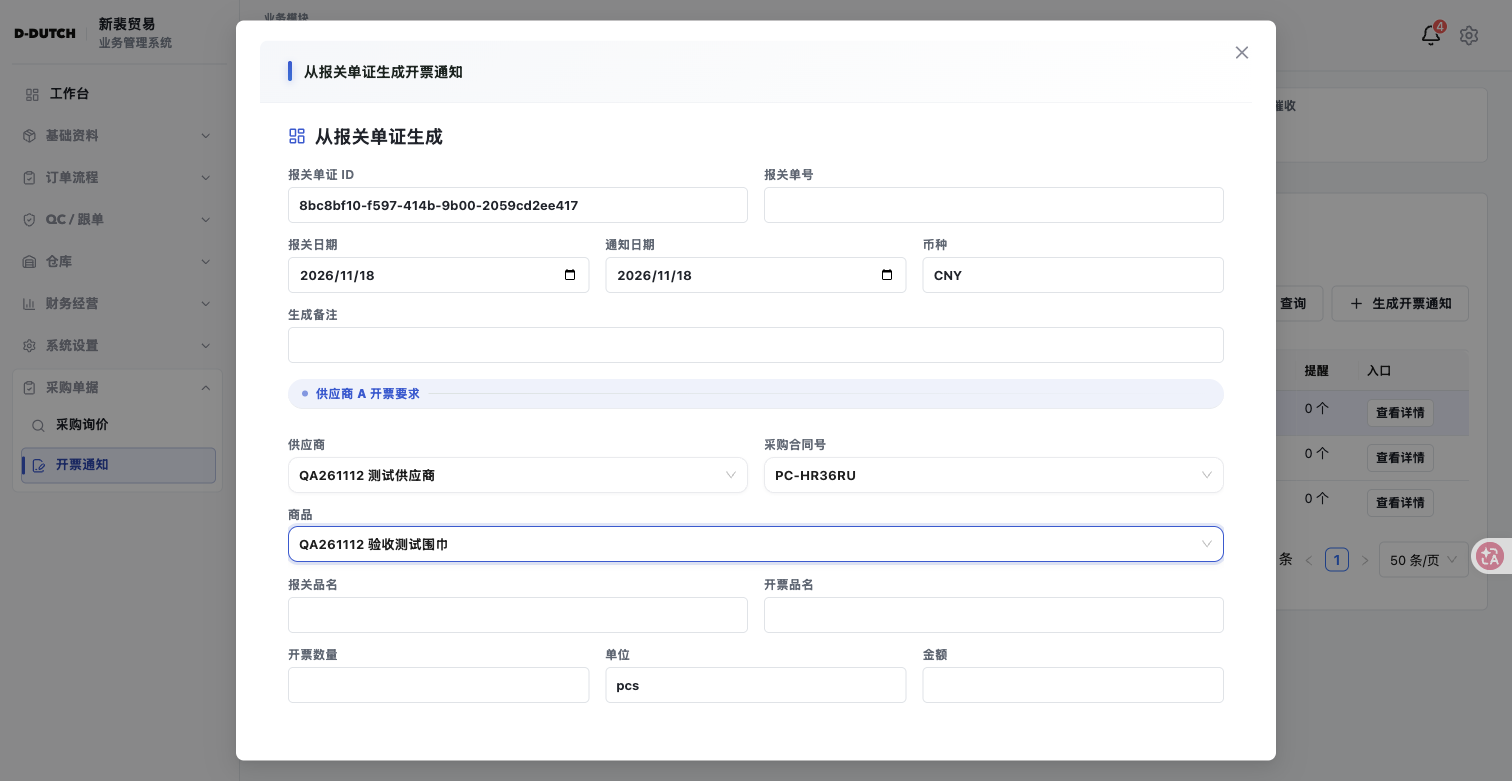 D-DUTCH
新裴贸易
业务管理系统
业务模块
4
工作台
基础资料
订单流程
QC / 跟单
仓库
财务经营
系统设置
采购单据
采购询价
开票通知
从报关单证生成开票通知
从报关单证生成
报关单证 ID
报关单号
8bc8bf10-f597-414b-9b00-2059cd2ee417
报关日期
通知日期
币种
2026/11/18
2026/11/18
CNY
生成备注
供应商 A 开票要求
供应商
采购合同号
QA261112 测试供应商
PC-HR36RU
商品
QA261112 验收测试围巾
报关品名
开票品名
开票数量
单位
金额
pcs
催收
查询
生成开票通知
提醒
入口
0 个
查看详情
0 个
查看详情
0 个
查看详情
条
1
50 条/页